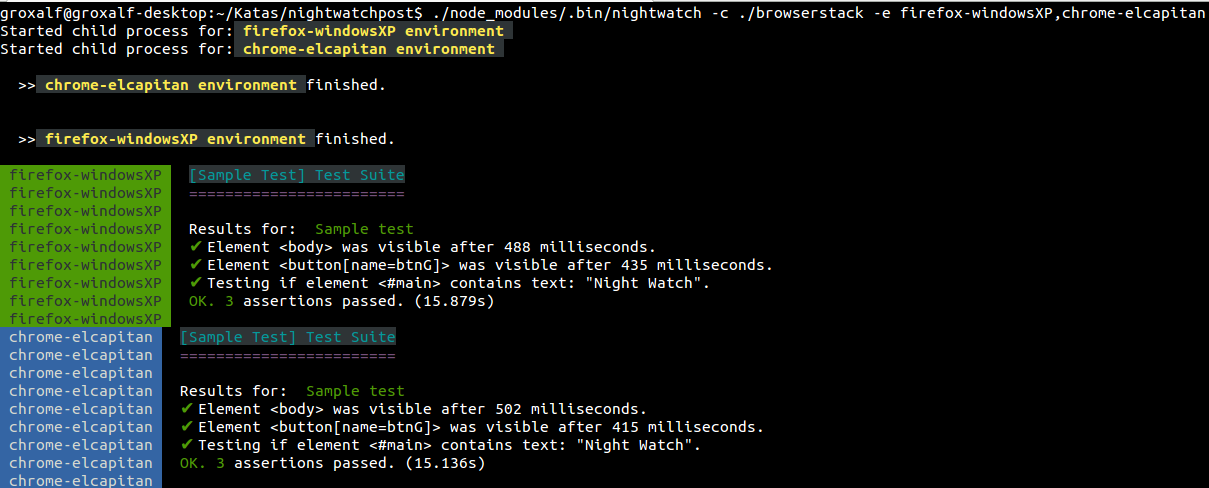 groxalf@groxalf-desktop:~/Katas/nightwatchpost$ ./node_modules/.bin/nightwatch -c ./browserstack -e firefox-windowsXP,chrome-elcapitan
Started child process for: firefox-windowsXP environment
Started child process for: chrome-elcapitan environment
>> chrome-elcapitan environment finished.
>> firefox-windowsXP environment finished.
firefox-windowsXP [Sample Test] Test Suite
firefox-windowsXP ========================
firefox-windowsXP
firefox-windowsXP Results for:  Sample test
firefox-windowsXP ✔ Element <body> was visible after 488 milliseconds.
firefox-windowsXP ✔ Element <button[name=btnG]> was visible after 435 milliseconds.
firefox-windowsXP ✔ Testing if element <#main> contains text: "Night Watch".
firefox-windowsXP OK. 3 assertions passed. (15.879s)
firefox-windowsXP
chrome-elcapitan [Sample Test] Test Suite
chrome-elcapitan ========================
chrome-elcapitan
chrome-elcapitan Results for:  Sample test
chrome-elcapitan ✔ Element <body> was visible after 502 milliseconds.
chrome-elcapitan ✔ Element <button[name=btnG]> was visible after 415 milliseconds.
chrome-elcapitan ✔ Testing if element <#main> contains text: "Night Watch".
chrome-elcapitan OK. 3 assertions passed. (15.136s)
chrome-elcapitan